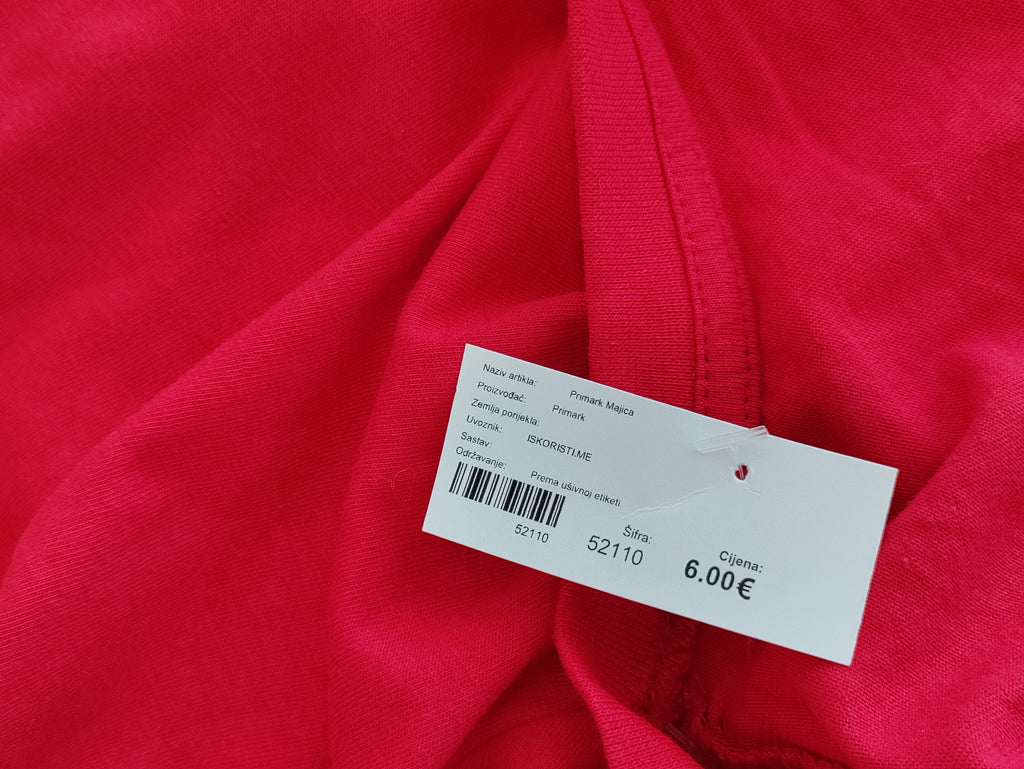 Naziv artikla: Primark Majica
Proizvođač: Primark
Zemlja porijekla:
Uvoznik: ISKORISTI.ME
Sastav:
Održavanje: Prema ušivnoj etiketi
52110
Šifra:
52110
Cijena:
6.00€